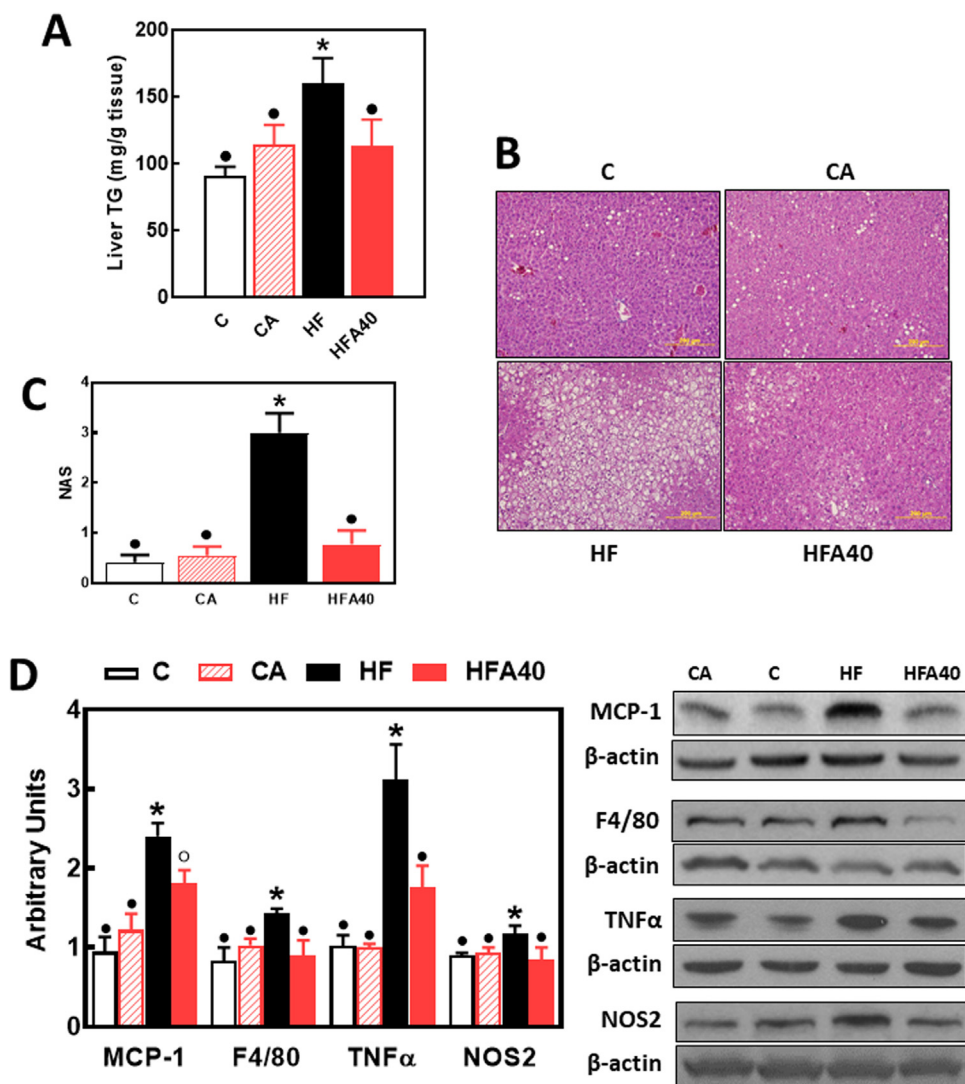 A
200
150
100
50
0
Liver TG (mg/g tissue)
*
C
CA
HF
HFA40
B
C CA
HF HFA40
C
4
3
2
1
0
NAS
*
C CA HF HFA40
D
C CA HF HFA40
4
3
2
1
0
Arbitrary Units
* * * *
MCP-1 F4/80 TNFα NOS2
CA C HF HFA40
MCP-1
β-actin
F4/80
β-actin
TNFα
β-actin
NOS2
β-actin